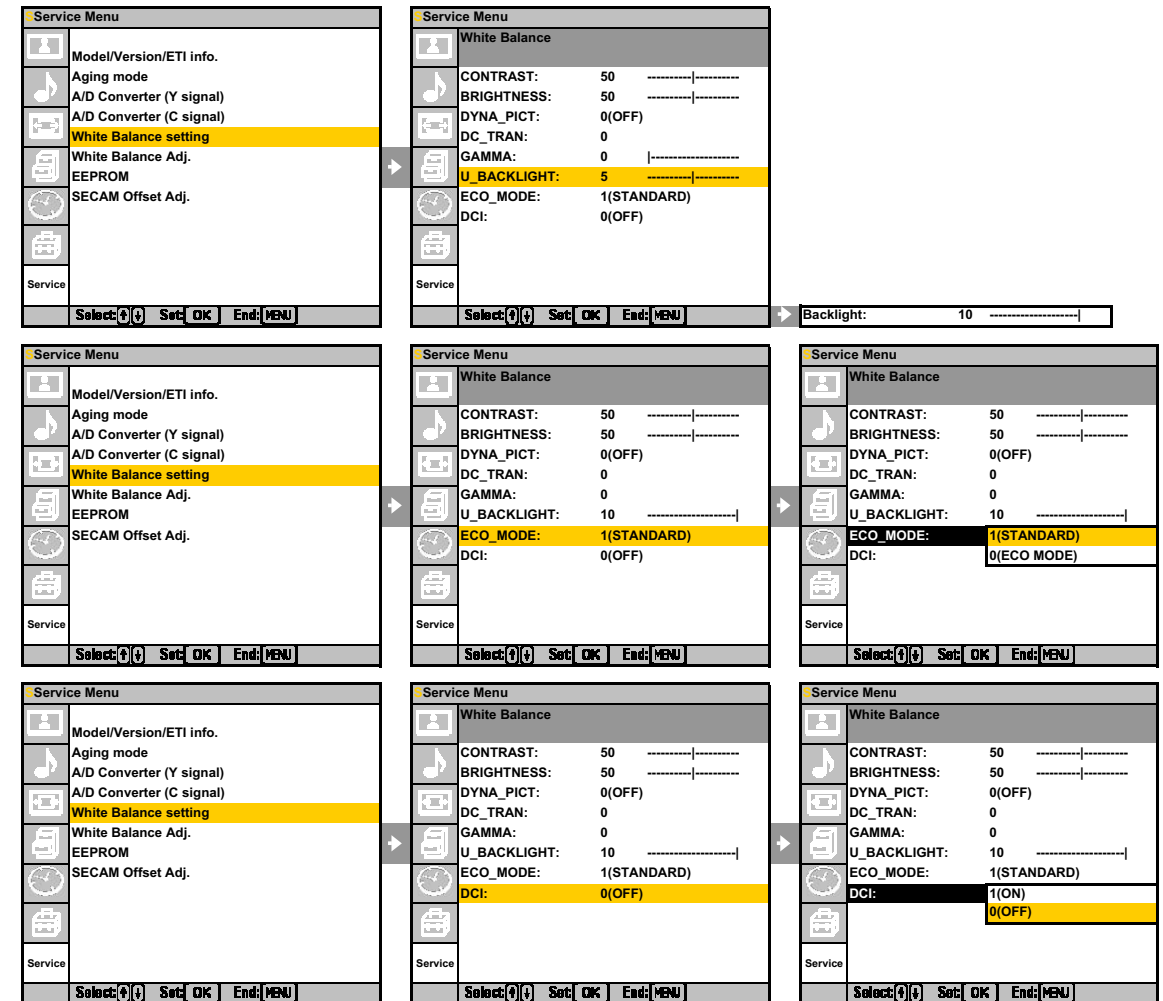 Service Menu
Model/Version/ETI info.
Aging mode
A/D Converter (Y signal)
A/D Converter (C signal)
White Balance setting
White Balance Adj.
EEPROM
SECAM Offset Adj.
Service
Select: Set: OK End: MENU
Service Menu
White Balance
CONTRAST: 50 ----------|----------
BRIGHTNESS: 50 ----------|----------
DYNA_PICT: 0(OFF)
DC_TRAN: 0
GAMMA: 0 |--------------------
U_BACKLIGHT: 5 ----------|----------
ECO_MODE: 1(STANDARD)
DCI: 0(OFF)
Service
Select: Set: OK End: MENU
Backlight: 10 --------------------|
Service Menu
Model/Version/ETI info.
Aging mode
A/D Converter (Y signal)
A/D Converter (C signal)
White Balance setting
White Balance Adj.
EEPROM
SECAM Offset Adj.
Service
Select: Set: OK End: MENU
Service Menu
White Balance
CONTRAST: 50 ----------|----------
BRIGHTNESS: 50 ----------|----------
DYNA_PICT: 0(OFF)
DC_TRAN: 0
GAMMA: 0
U_BACKLIGHT: 10 --------------------|
ECO_MODE: 1(STANDARD)
DCI: 0(OFF)
Service
Select: Set: OK End: MENU
Service Menu
White Balance
CONTRAST: 50 ----------|----------
BRIGHTNESS: 50 ----------|----------
DYNA_PICT: 0(OFF)
DC_TRAN: 0
GAMMA: 0
U_BACKLIGHT: 10 --------------------|
ECO_MODE: 1(STANDARD)
DCI: 0(ECO MODE)
Service
Select: Set: OK End: MENU
Service Menu
Model/Version/ETI info.
Aging mode
A/D Converter (Y signal)
A/D Converter (C signal)
White Balance setting
White Balance Adj.
EEPROM
SECAM Offset Adj.
Service
Select: Set: OK End: MENU
Service Menu
White Balance
CONTRAST: 50 ----------|----------
BRIGHTNESS: 50 ----------|----------
DYNA_PICT: 0(OFF)
DC_TRAN: 0
GAMMA: 0
U_BACKLIGHT: 10 --------------------|
ECO_MODE: 1(STANDARD)
DCI: 0(OFF)
Service
Select: Set: OK End: MENU
Service Menu
White Balance
CONTRAST: 50 ----------|----------
BRIGHTNESS: 50 ----------|----------
DYNA_PICT: 0(OFF)
DC_TRAN: 0
GAMMA: 0
U_BACKLIGHT: 10 --------------------|
ECO_MODE: 1(STANDARD)
DCI: 1(ON)
0(OFF)
Service
Select: Set: OK End: MENU